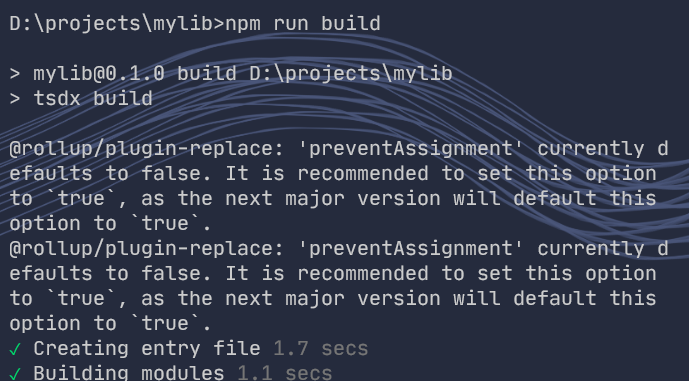 D:\projects\mylib>npm run build
> mylib@0.1.0 build D:\projects\mylib
> tsdx build
@rollup/plugin-replace: 'preventAssignment' currently d
efaults to false. It is recommended to set this option
to `true`, as the next major version will default this
option to `true`.
@rollup/plugin-replace: 'preventAssignment' currently d
efaults to false. It is recommended to set this option
to `true`, as the next major version will default this
option to `true`.
✓ Creating entry file 1.7 secs
✓ Building modules 1.1 secs